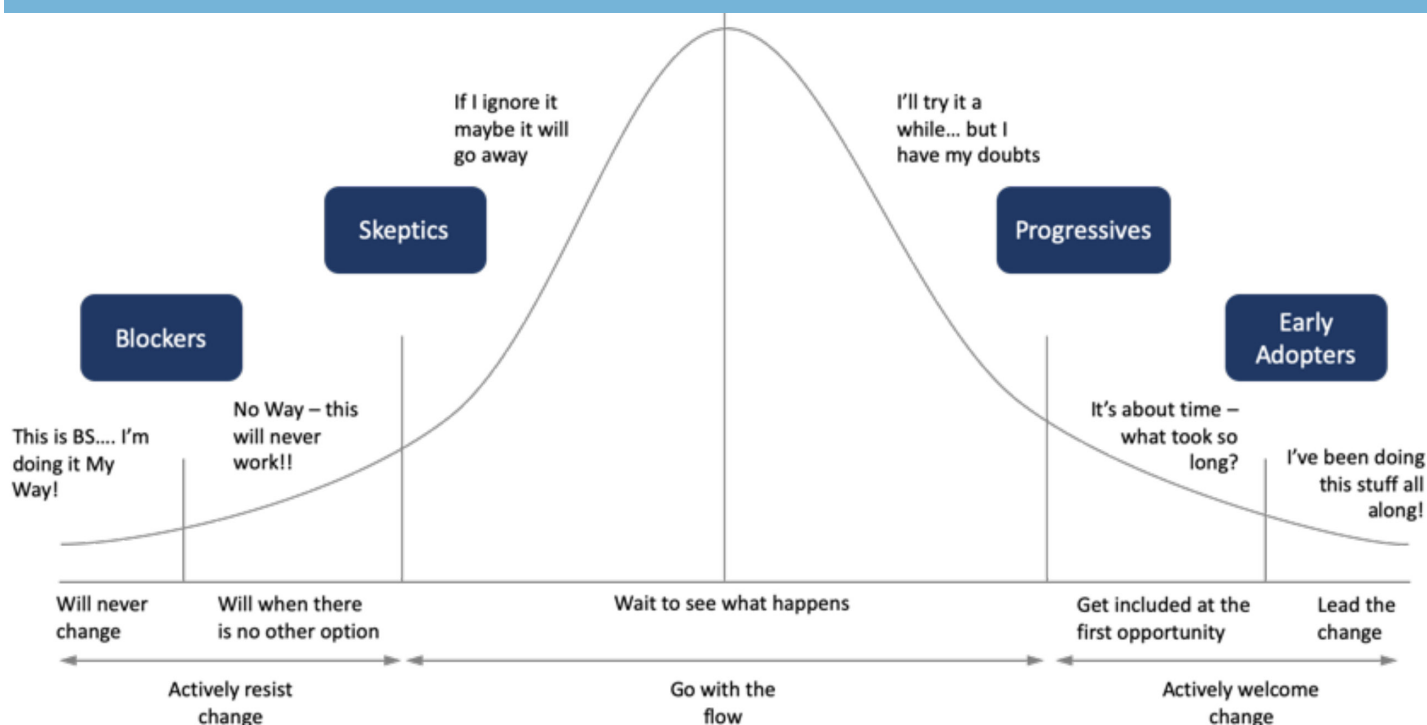 If I ignore it
maybe it will
go away
I'll try it a
while... but I
have my doubts
Skeptics
Progressives
Blockers
Early
Adopters
This is BS.... I'm
doing it My
Way!
No Way – this
will never
work!!
It's about time –
what took so
long?
I've been doing
this stuff all
along!
Will never
change
Will when there
is no other option
Wait to see what happens
Get included at the
first opportunity
Lead the
change
Actively resist
change
Go with the
flow
Actively welcome
change